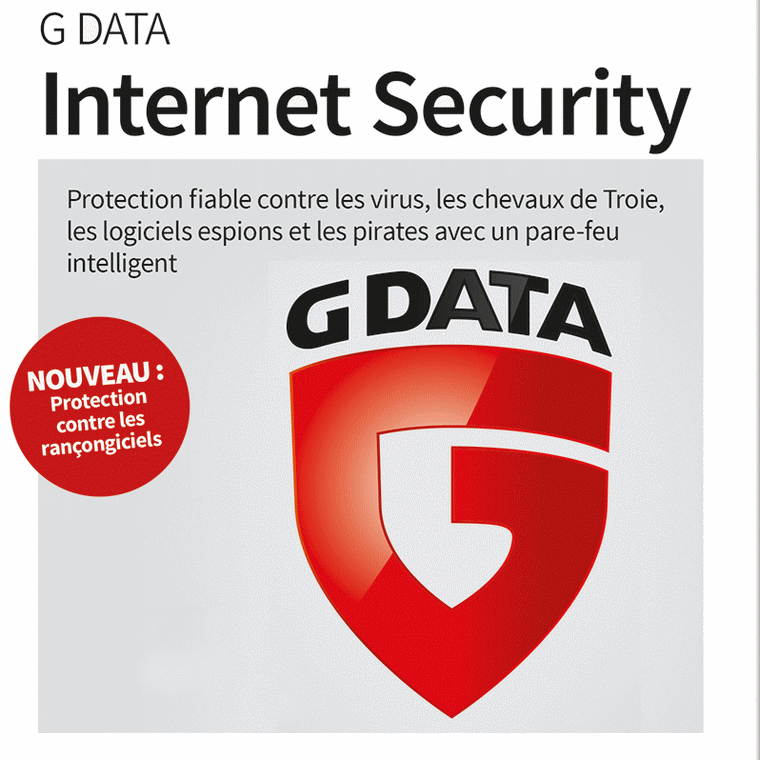 G DATA
Internet Security
Protection fiable contre les virus, les chevaux de Troie,
les logiciels espions et les pirates avec un pare-feu
intelligent
G DATA
NOUVEAU :
Protection
contre les
rançongiciels